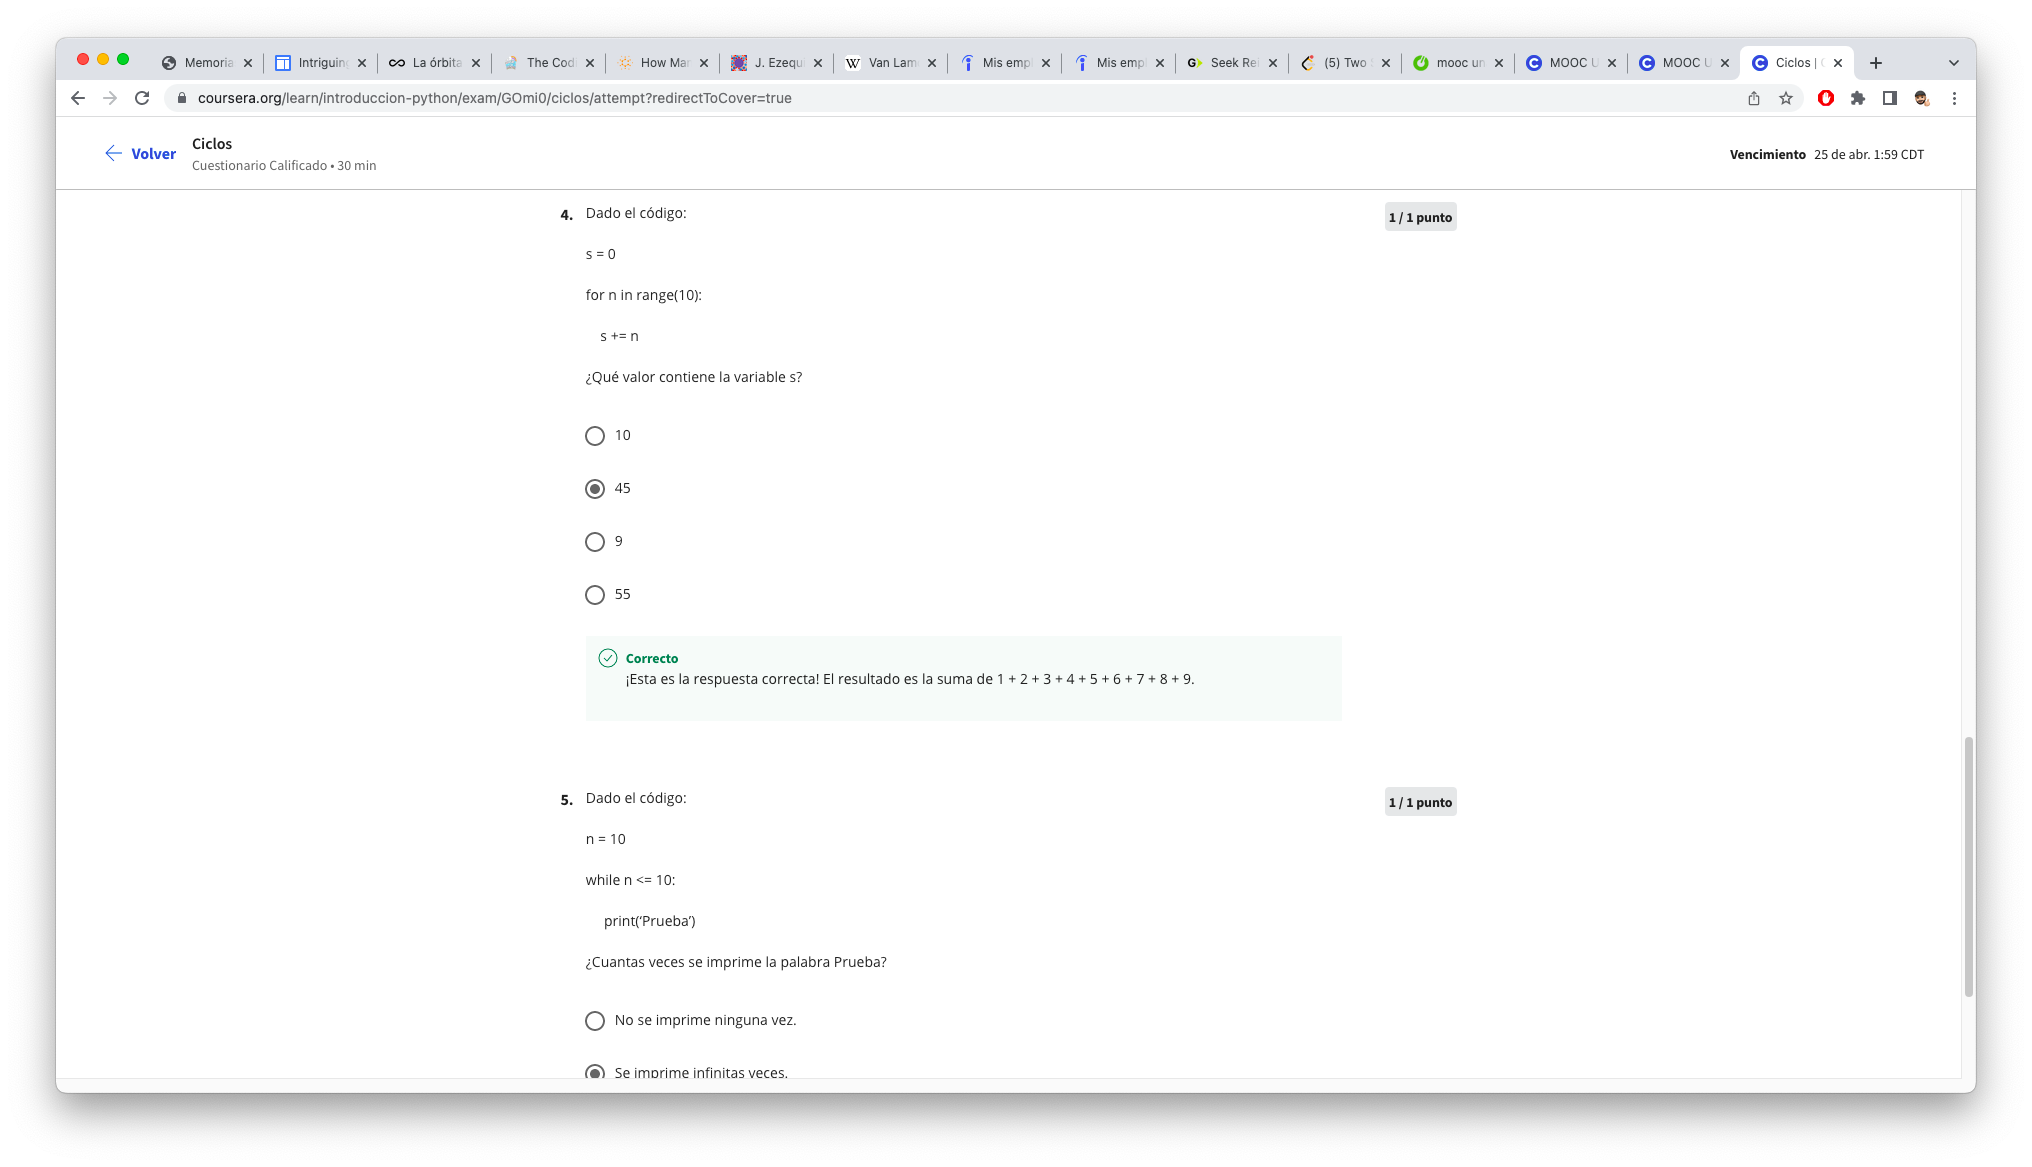 Memoria
Intriguin
La órbita
The Codi
How Mar
J. Ezequi
Van Lam
Mis emp
Mis emp
Seek Re
(5) Two
mooc un
MOOC U
MOOC U
Ciclos |
coursera.org/learn/introduccion-python/exam/GOmi0/ciclos/attempt?redirectToCover=true
Volver
Ciclos
Cuestionario Calificado • 30 min
Vencimiento 25 de abr. 1:59 CDT
4. Dado el código:
1 / 1 punto
s = 0
for n in range(10):
s += n
¿Qué valor contiene la variable s?
10
45
9
55
Correcto
¡Esta es la respuesta correcta! El resultado es la suma de 1 + 2 + 3 + 4 + 5 + 6 + 7 + 8 + 9.
5. Dado el código:
1 / 1 punto
n = 10
while n <= 10:
print(‘Prueba’)
¿Cuantas veces se imprime la palabra Prueba?
No se imprime ninguna vez.
Se imprime infinitas veces.